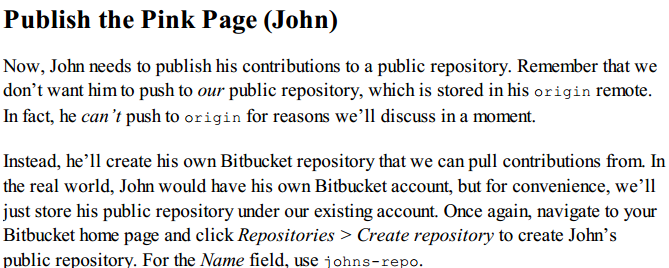 Publish the Pink Page (John)
Now, John needs to publish his contributions to a public repository. Remember that we
don’t want him to push to our public repository, which is stored in his origin remote.
In fact, he can’t push to origin for reasons we’ll discuss in a moment.
Instead, he’ll create his own Bitbucket repository that we can pull contributions from. In
the real world, John would have his own Bitbucket account, but for convenience, we’ll
just store his public repository under our existing account. Once again, navigate to your
Bitbucket home page and click Repositories > Create repository to create John’s
public repository. For the Name field, use johns-repo.